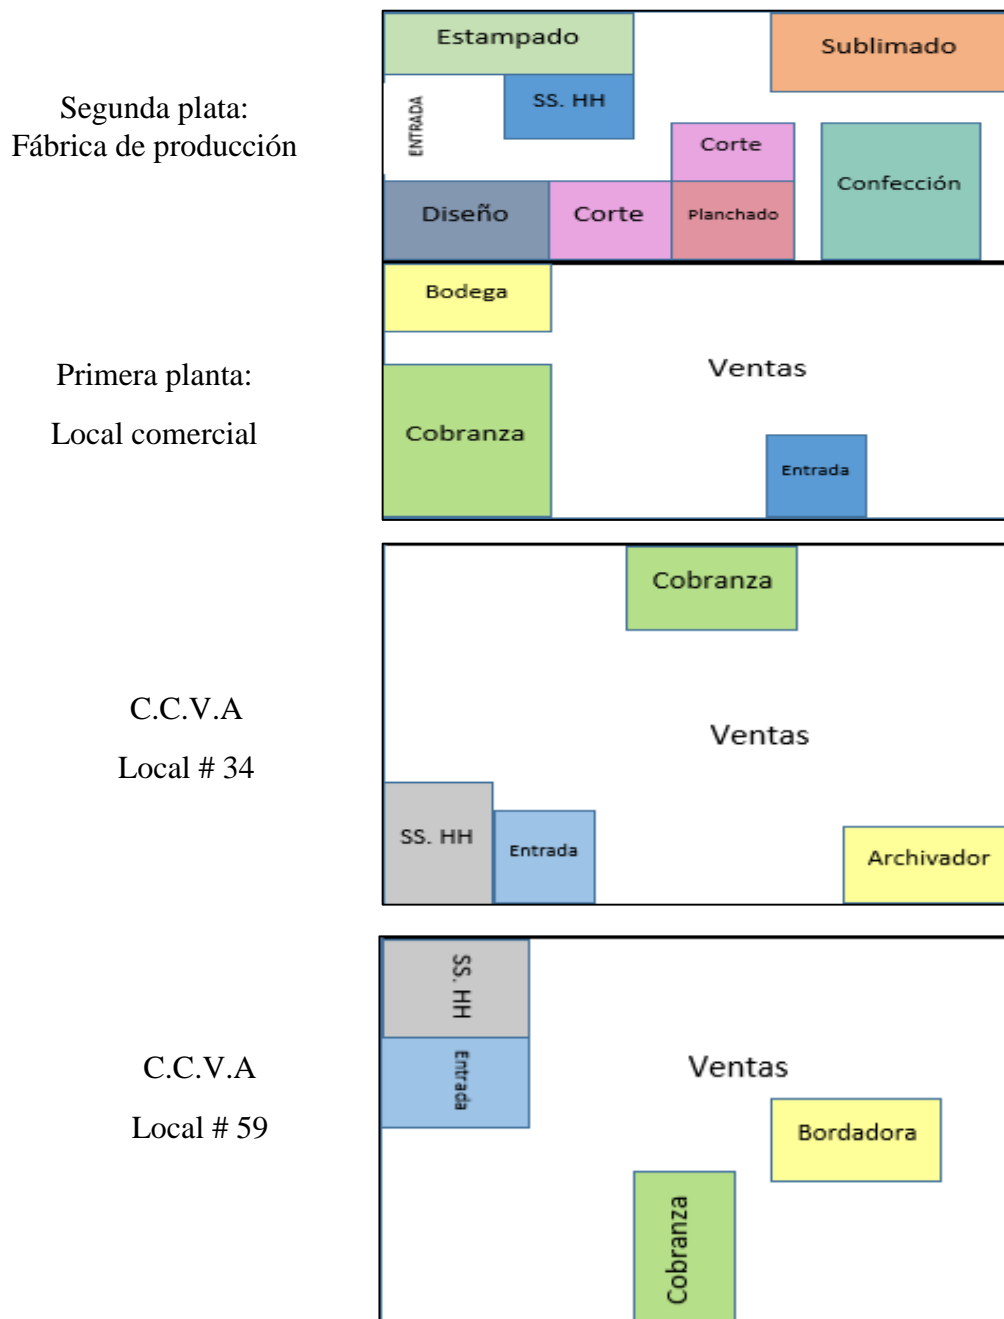 Segunda plata:
Fábrica de producción
Estampado
Sublimado
SS. HH
ENTRADA
Corte
Confección
Diseño
Corte
Planchado
Primera planta:
Local comercial
Bodega
Ventas
Cobranza
Entrada
C.C.V.A
Local # 34
Cobranza
Ventas
SS. HH
Entrada
Archivador
C.C.V.A
Local # 59
SS. HH
Entrada
Ventas
Bordadora
Cobranza